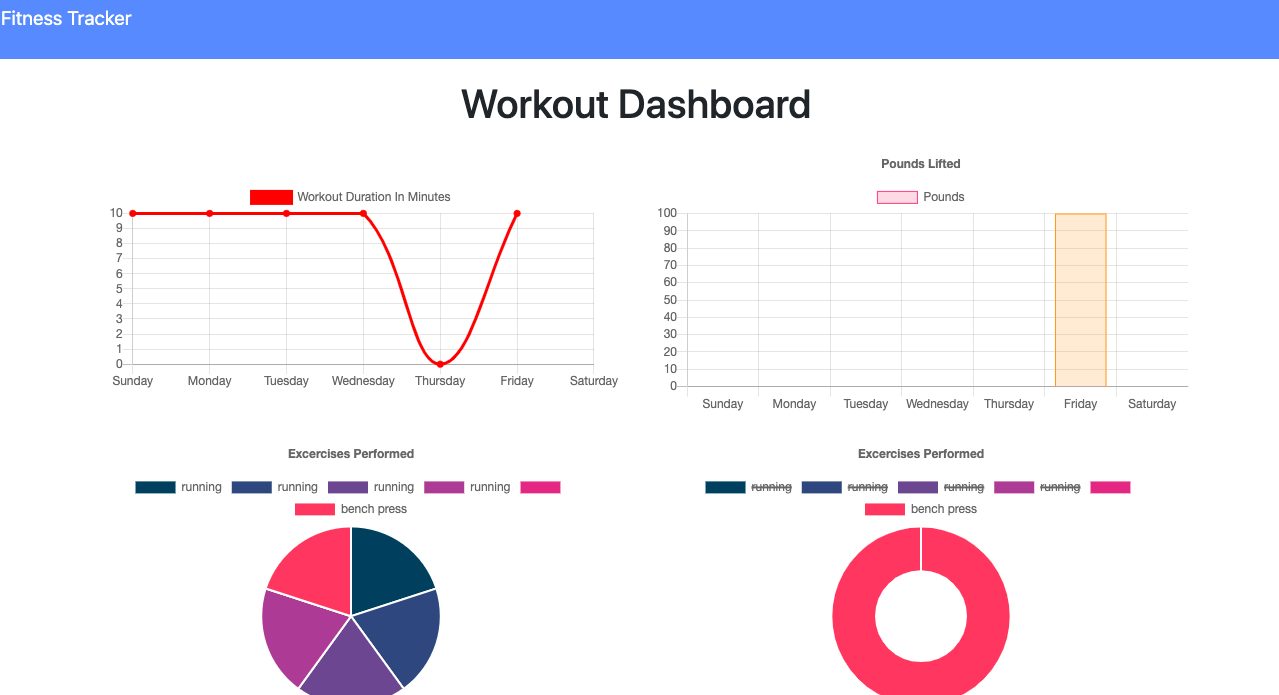 Fitness Tracker
Workout Dashboard
Workout Duration In Minutes
10
9
8
7
6
5
4
3
2
1
0
Sunday Monday Tuesday Wednesday Thursday Friday Saturday
Pounds Lifted
Pounds
100
90
80
70
60
50
40
30
20
10
0
Sunday Monday Tuesday Wednesday Thursday Friday Saturday
Excercises Performed
running running running running
bench press
Excercises Performed
running running running running
bench press